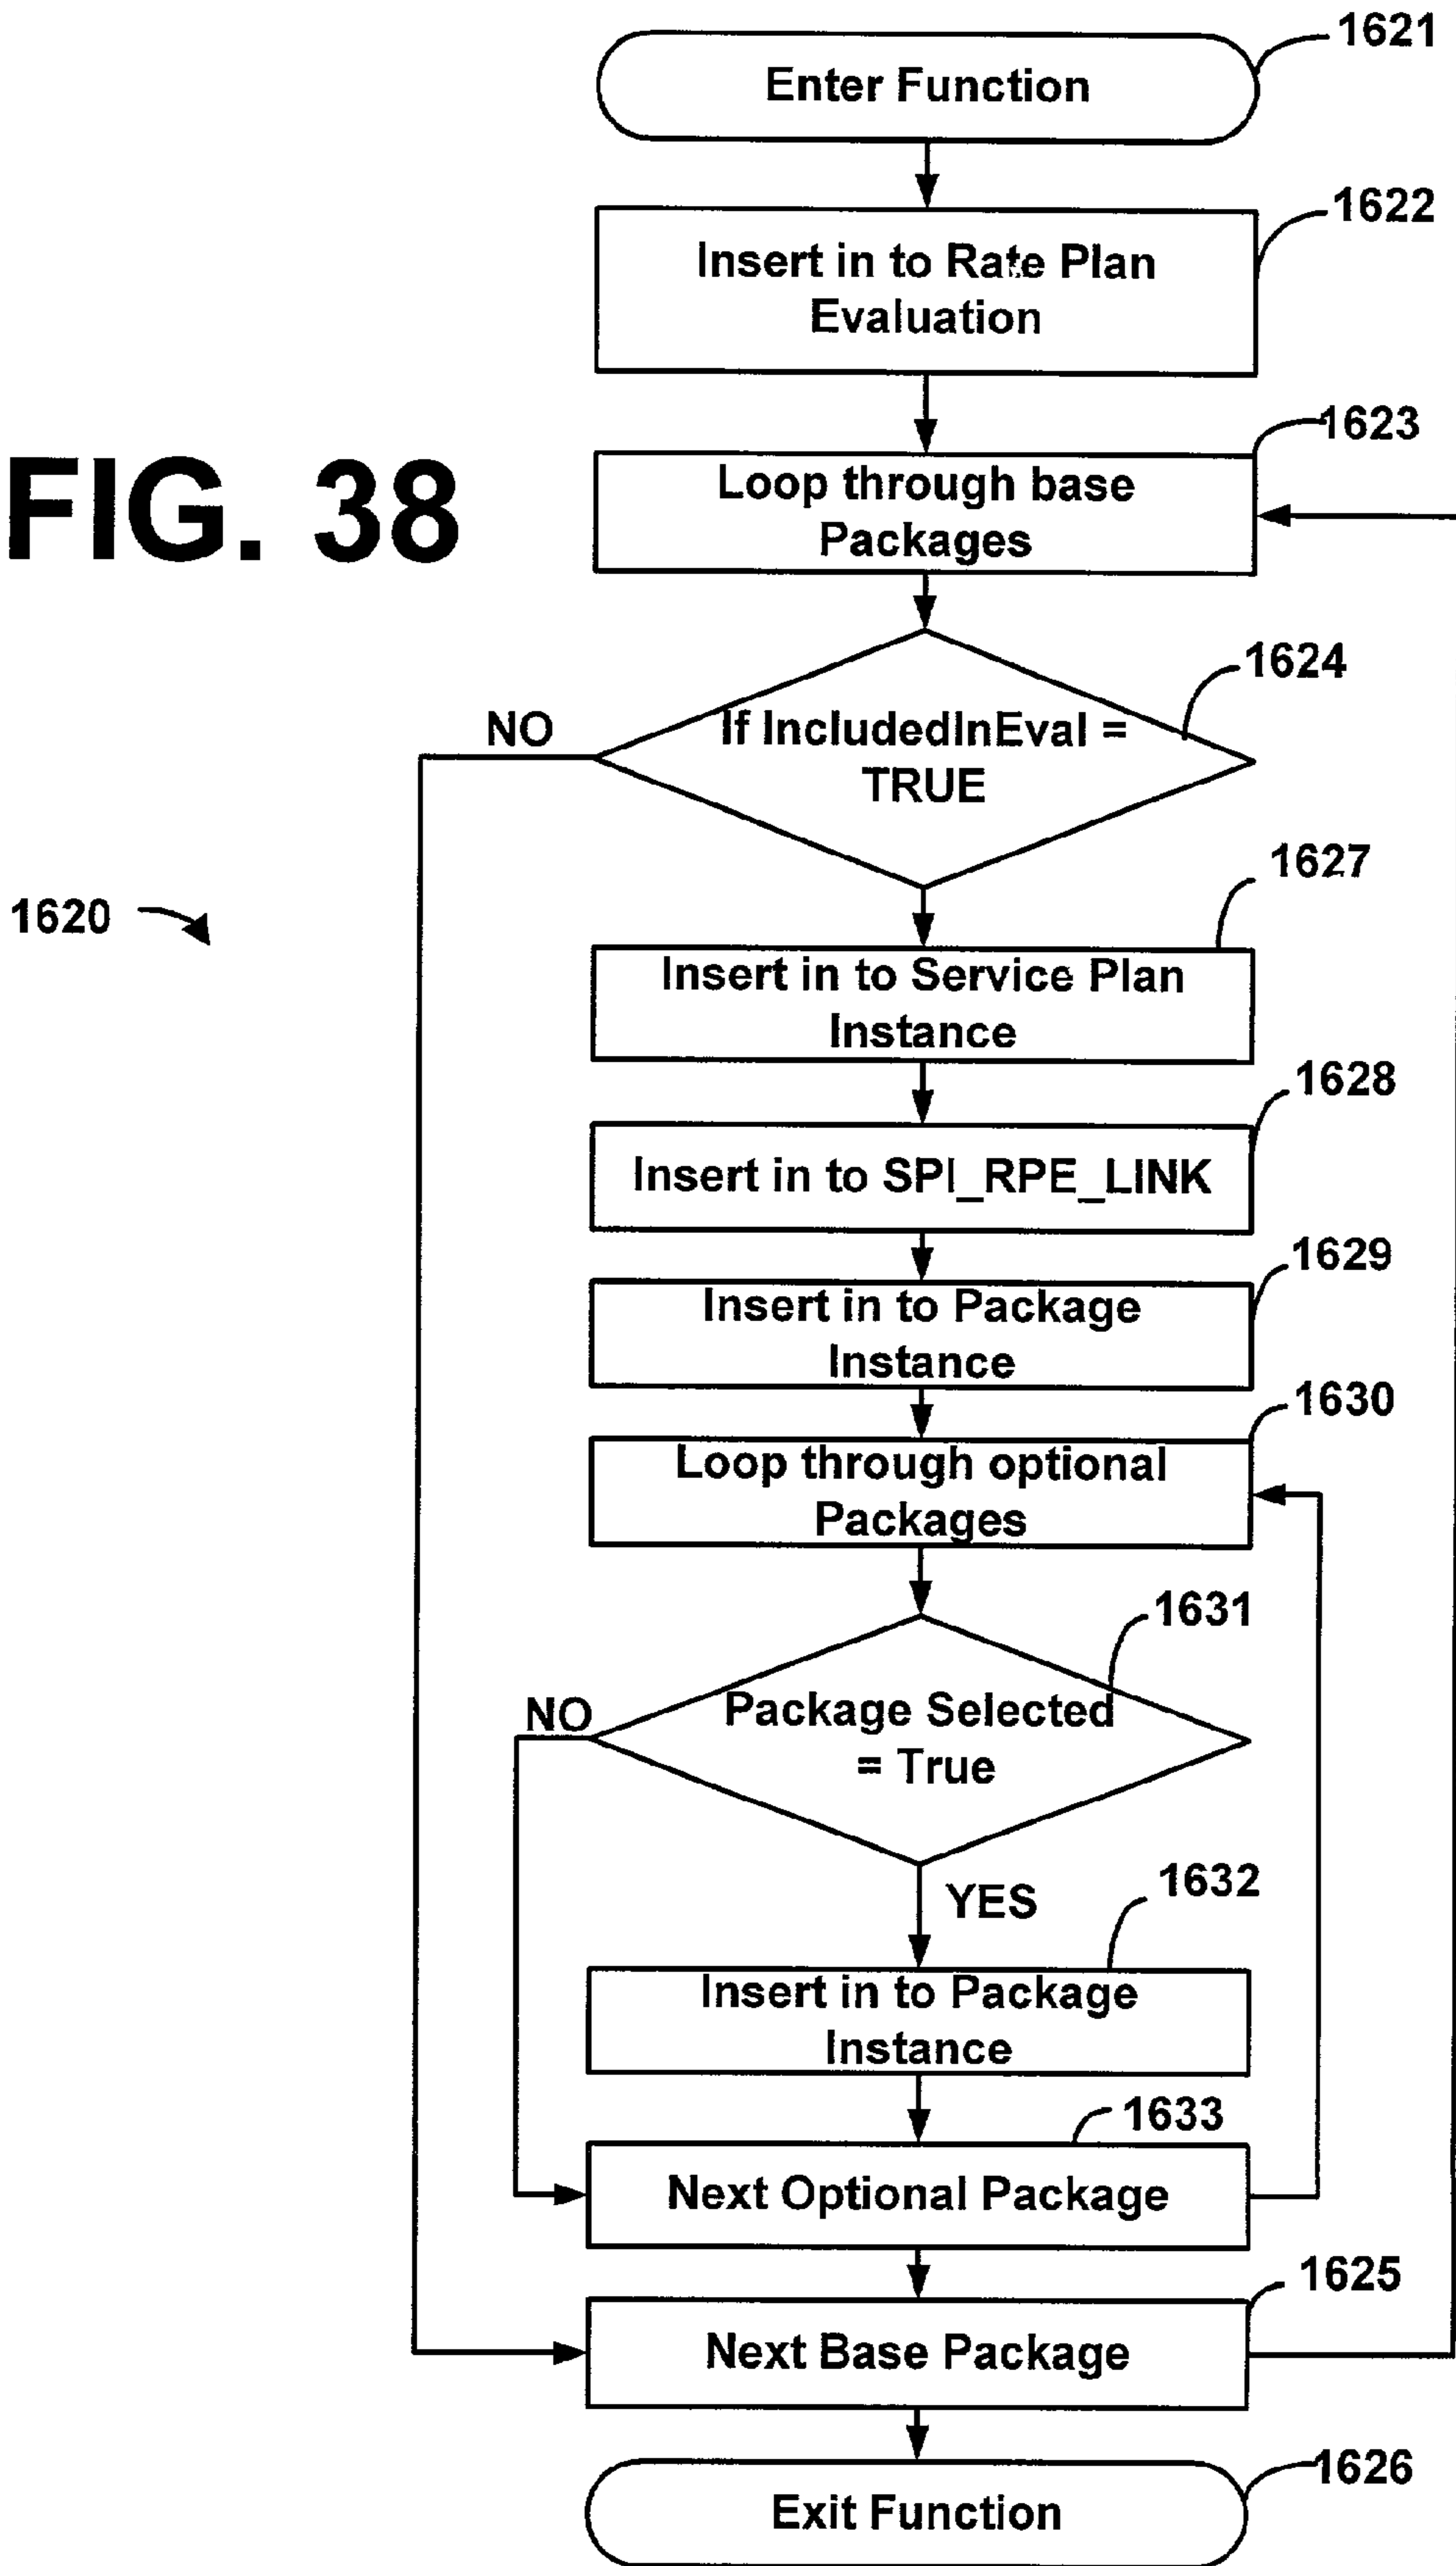 1621
Enter Function
1622
Insert in to Rate Plan
Evaluation
FIG. 38
1623
Loop through base
Packages
1624
NO
If IncludedInEval =
TRUE
1620
1627
Insert in to Service Plan
Instance
1628
Insert in to SPI_RPE_LINK
1629
Insert in to Package
Instance
1630
Loop through optional
Packages
1631
NO
Package Selected
= True
YES
1632
Insert in to Package
Instance
1633
Next Optional Package
1625
Next Base Package
1626
Exit Function